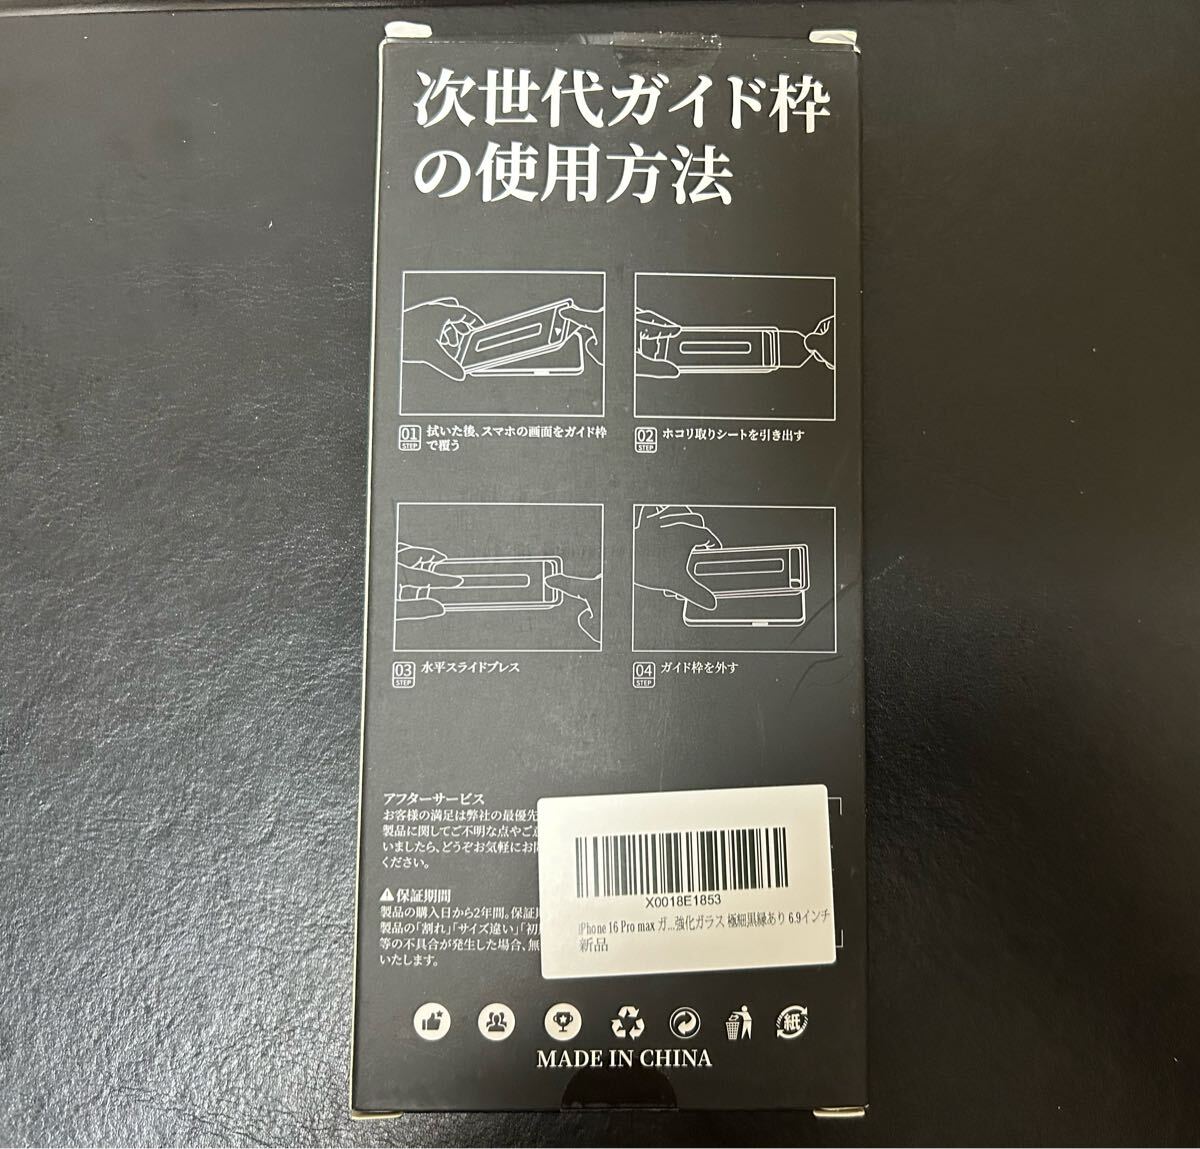 次世代ガイド枠
の使用方法
01
STEP
拭いた後、スマホの画面をガイド枠
で覆う
02
STEP
ホコリ取りシートを引き出す
03
STEP
水平スライドプレス
04
STEP
ガイド枠を外す
アフターサービス
お客様の満足は弊社の最優先
製品に関してご不明な点やご意
いましたら、どうぞお気軽にお問
ください。
保証期間
製品の購入日から2年間。保証期
製品の「割れ」「サイズ違い」「初期
等の不具合が発生した場合、無
いたします。
X0018E1853
iPhone 16 Pro max ガ...強化ガラス 極細黒縁あり 6.9インチ
新品
紙
MADE IN CHINA